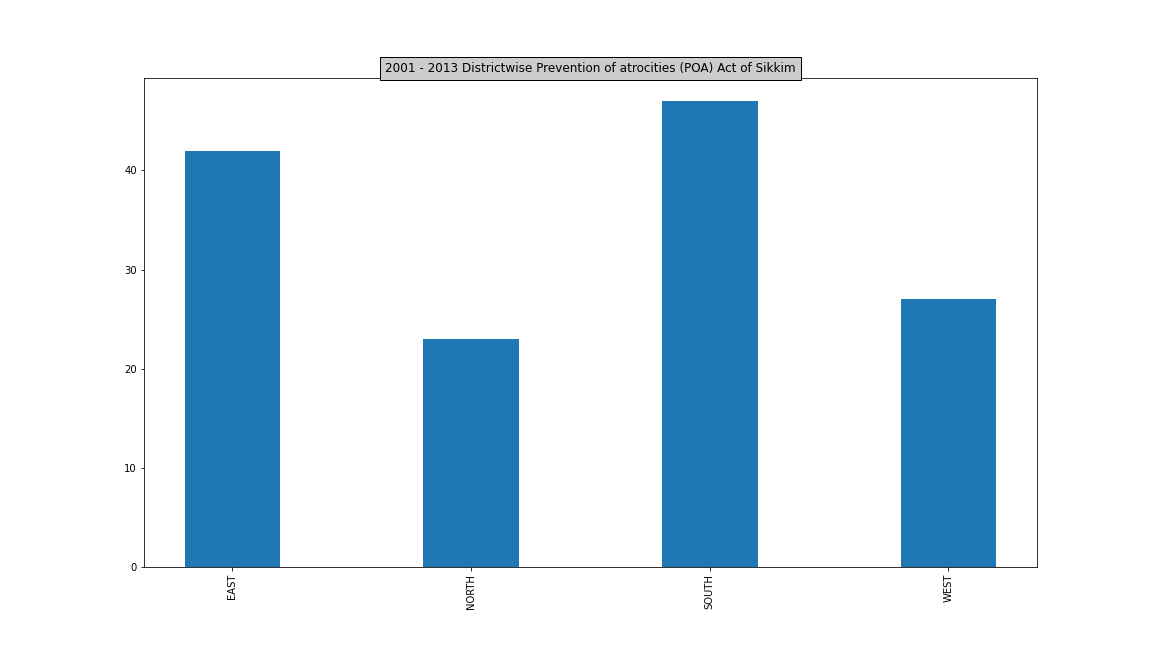 2001 - 2013 Districtwise Prevention of atrocities (POA) Act of Sikkim
40
30
20
10
0
EAST
NORTH
SOUTH
WEST